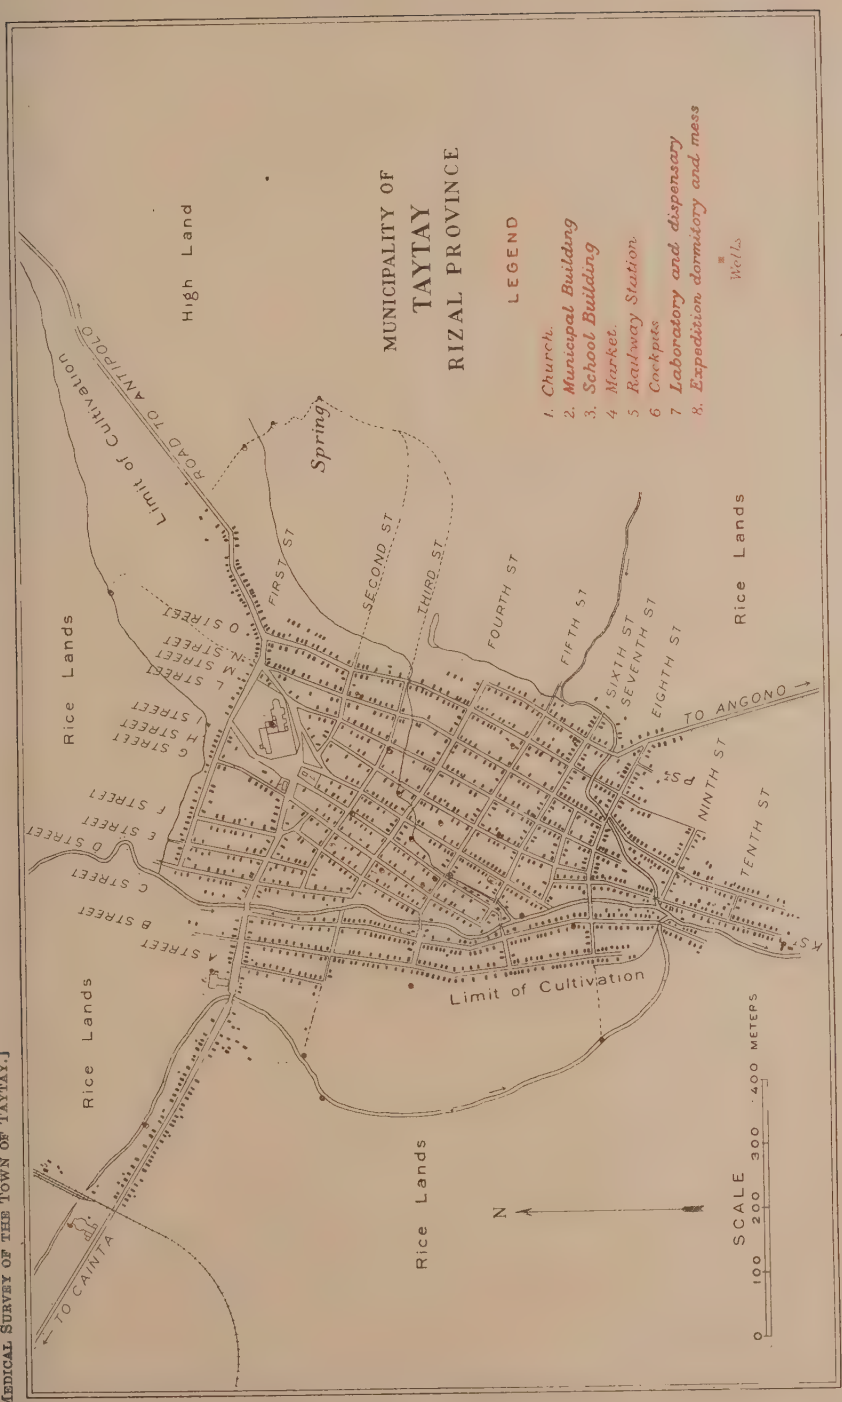 MEDICAL SURVEY OF THE TOWN OF TAYTAY.]
MUNICIPALITY OF
TAYTAY
RIZAL PROVINCE
LEGEND
1. Church.
2. Municipal Building
3. School Building
4 Market.
5 Railway Station
6 Cockpits
7 Laboratory and dispensary
8. Expedition dormitory and mess
Wells
High Land
ROAD TO ANTIPOLO
Limit of Cultivation
Spring
Rice Lands
O STREET
N STREET
M STREET
L STREET
I STREET
H STREET
G STREET
F STREET
E STREET
D STREET
C STREET
B STREET
A STREET
FIRST ST
SECOND ST
THIRD ST
FOURTH ST
FIFTH ST
SIXTH ST
SEVENTH ST
EIGHTH ST
NINTH ST
TENTH ST
P St.
K St.
TO ANGONO
Rice Lands
Rice Lands
Limit of Cultivation
Rice Lands
TO CAINTA
N
SCALE
0 100 200 300 400 METERS